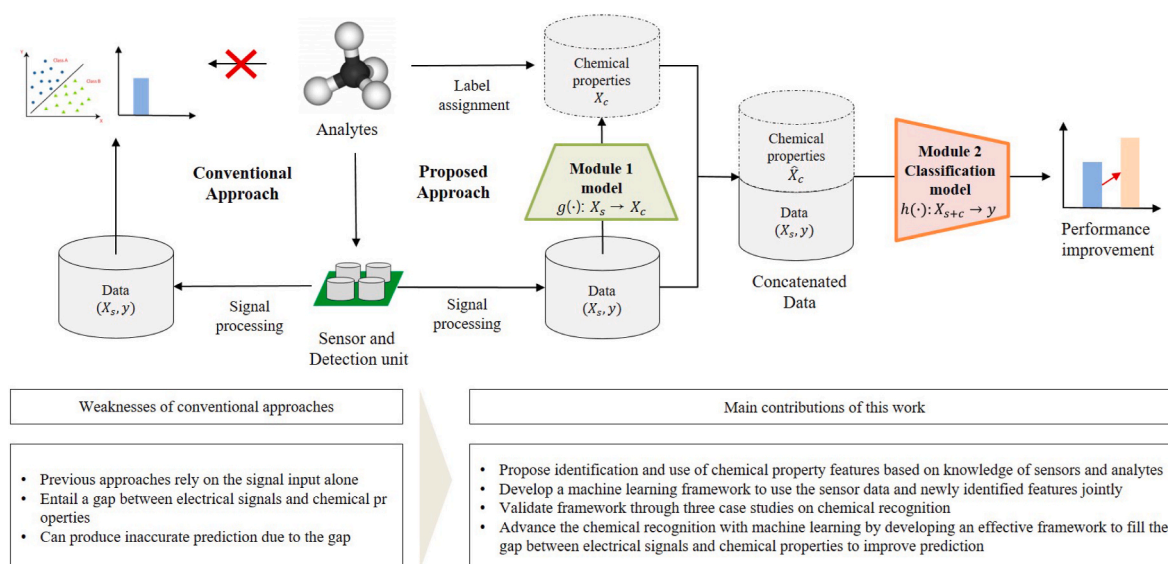 Class A
Class B
Analytes
Conventional
Approach
Proposed
Approach
Label
assignment
Chemical
properties
X_c
Module 1
model
g(·): X_s → X_c
Data
(X_s, y)
Signal
processing
Sensor and
Detection unit
Signal
processing
Data
(X_s, y)
Chemical
properties
X̂_c
Data
(X_s, y)
Concatenated
Data
Module 2
Classification
model
h(·): X_{s+c} → y
Performance
improvement
Weaknesses of conventional approaches
• Previous approaches rely on the signal input alone
• Entail a gap between electrical signals and chemical pr
operties
• Can produce inaccurate prediction due to the gap
Main contributions of this work
• Propose identification and use of chemical property features based on knowledge of sensors and analytes
• Develop a machine learning framework to use the sensor data and newly identified features jointly
• Validate framework through three case studies on chemical recognition
• Advance the chemical recognition with machine learning by developing an effective framework to fill the
gap between electrical signals and chemical properties to improve prediction